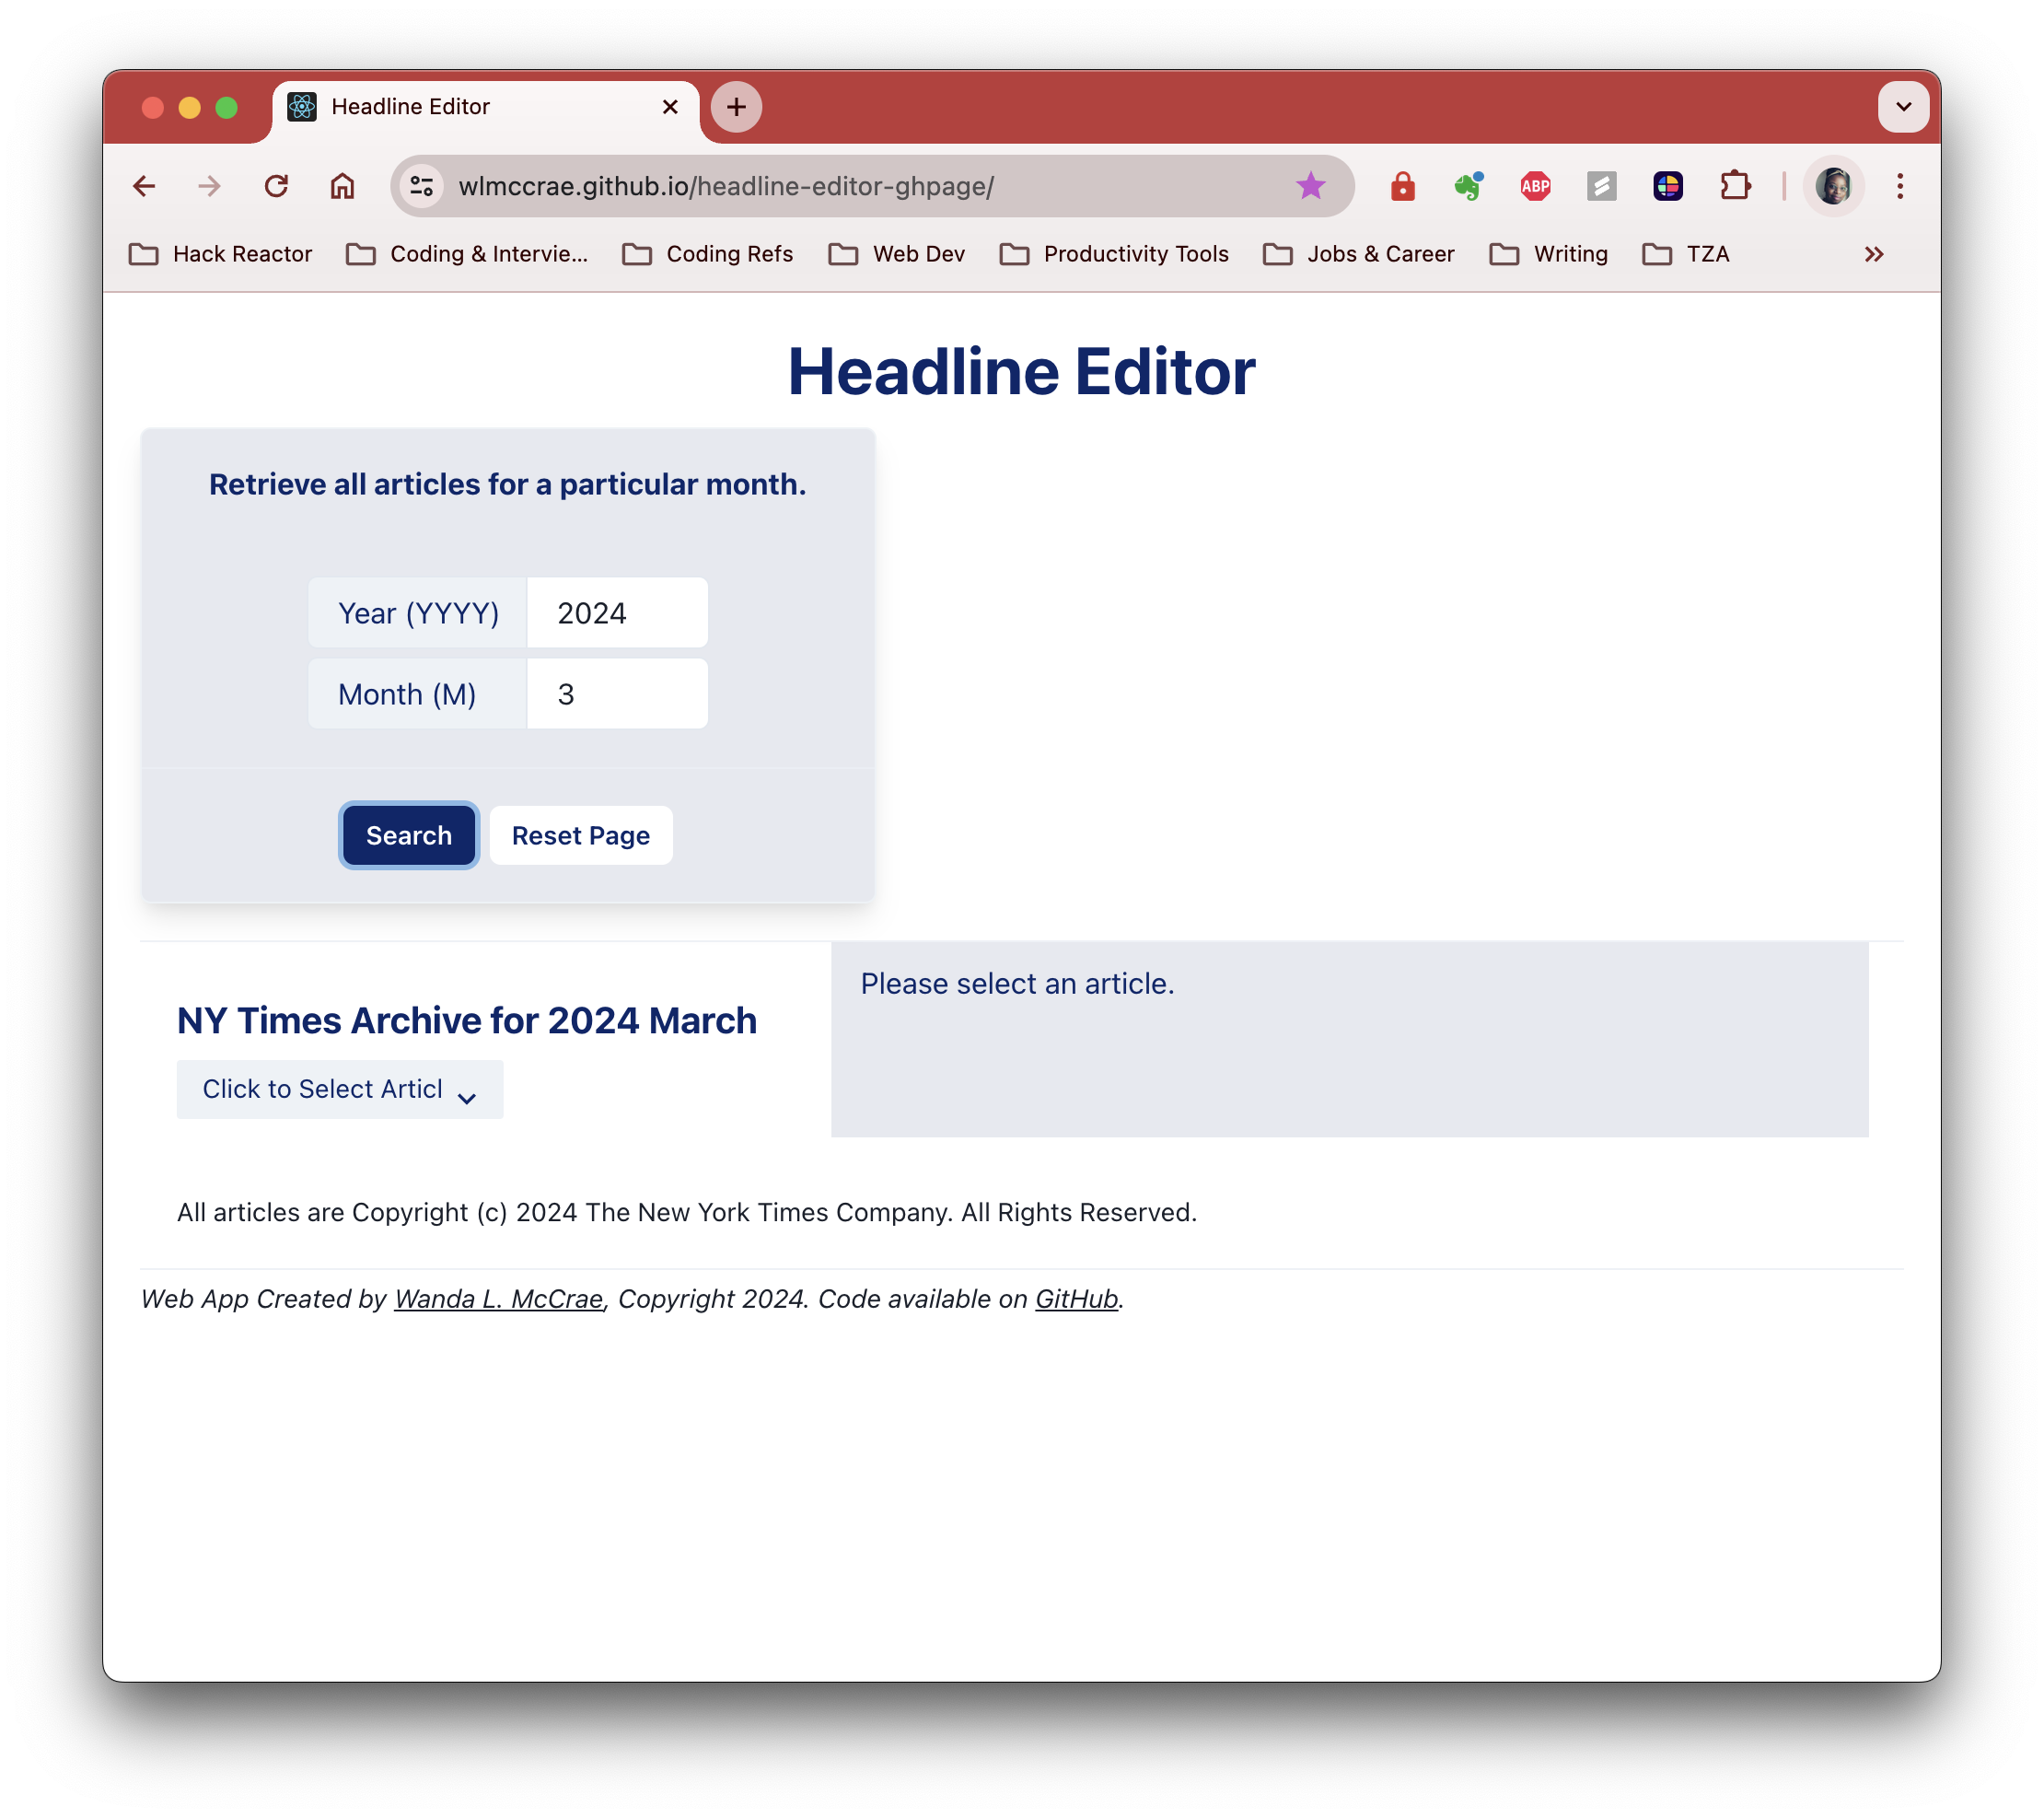 Headline Editor
wlmccrae.github.io/headline-editor-ghpage/
ABP
Hack Reactor
Coding & Intervie...
Coding Refs
Web Dev
Productivity Tools
Jobs & Career
Writing
TZA
Headline Editor
Retrieve all articles for a particular month.
Year (YYYY) 2024
Month (M) 3
Search Reset Page
NY Times Archive for 2024 March
Click to Select Articl
Please select an article.
All articles are Copyright (c) 2024 The New York Times Company. All Rights Reserved.
Web App Created by Wanda L. McCrae, Copyright 2024. Code available on GitHub.